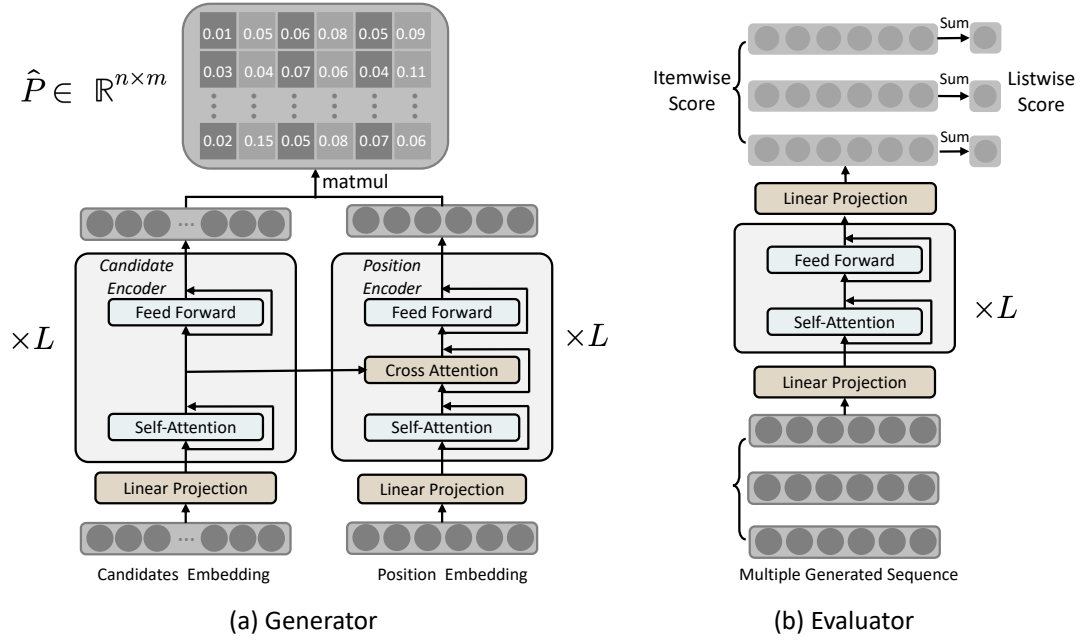 0.01 0.05 0.06 0.08 0.05 0.09
0.03 0.04 0.07 0.06 0.04 0.11
0.02 0.15 0.05 0.08 0.07 0.06
P̂ ∈ ℝ^{n×m}
matmul
...
Candidate
Encoder
Feed Forward
Self-Attention
×L
Linear Projection
...
Candidates Embedding
Position
Encoder
Feed Forward
Cross Attention
Self-Attention
×L
Linear Projection
Position Embedding
(a) Generator
Sum
Sum
Sum
Itemwise
Score
Listwise
Score
Linear Projection
Feed Forward
Self-Attention
×L
Linear Projection
Multiple Generated Sequence
(b) Evaluator